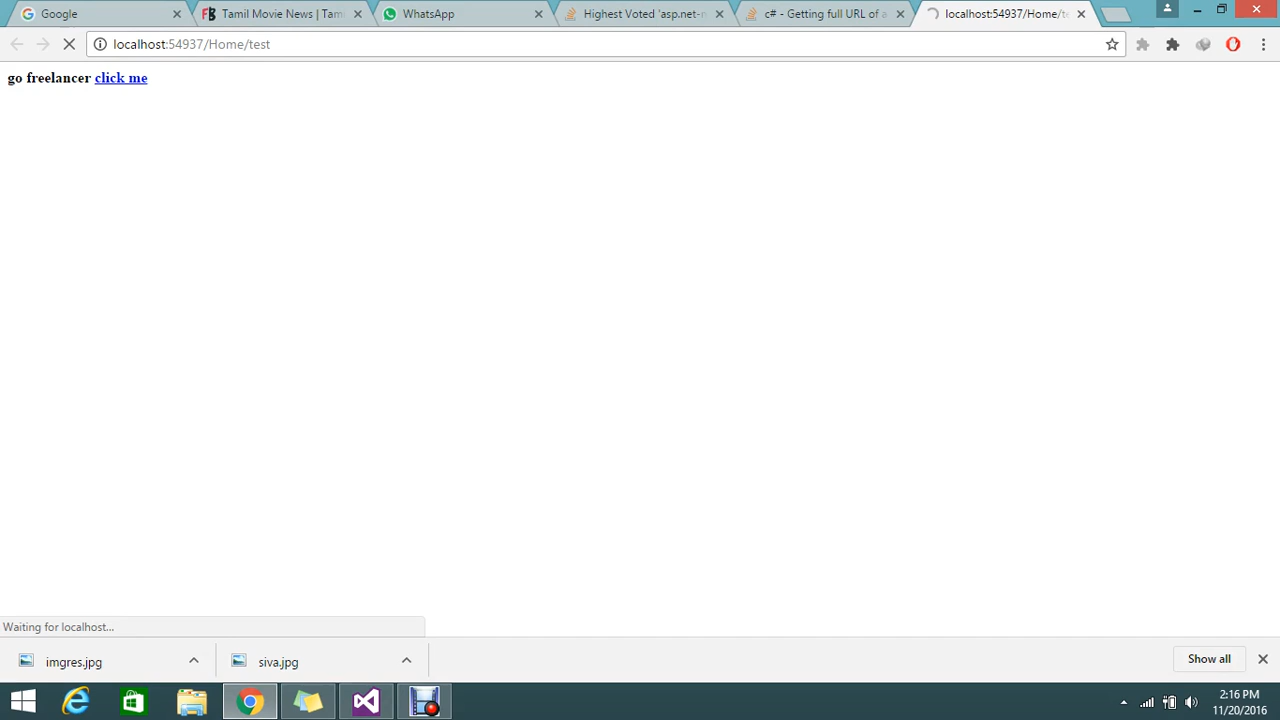 Google
Tamil Movie News | Tami
WhatsApp
Highest Voted 'asp.net-n
c# - Getting full URL of a
localhost:54937/Home/te
localhost:54937/Home/test
go freelancer click me
Waiting for localhost...
imgres.jpg
siva.jpg
Show all
2:16 PM
11/20/2016